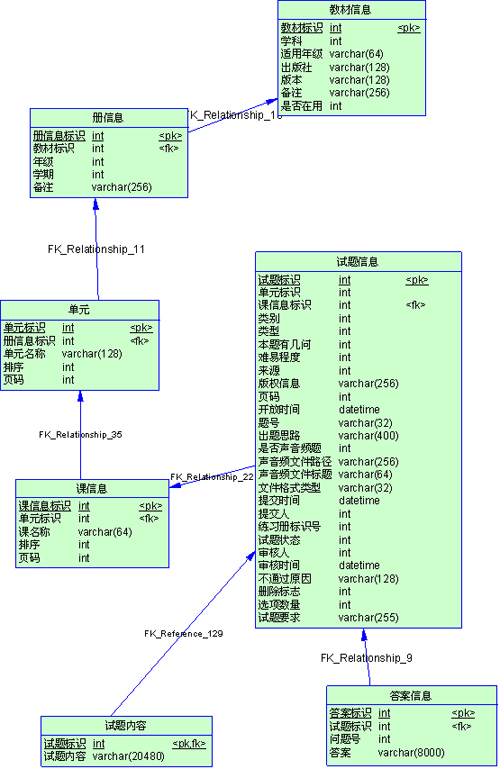 教材信息
教材标识 int <pk>
学科 int
适用年级 varchar(64)
出版社 varchar(128)
版本 varchar(128)
备注 varchar(256)
是否在用 int
FK_Relationship_1
册信息
册信息标识 int <pk>
教材标识 int <fk>
年级 int
学期 int
备注 varchar(256)
FK_Relationship_11
单元
单元标识 int <pk>
册信息标识 int <fk>
单元名称 varchar(128)
排序 int
页码 int
FK_Relationship_35
课信息
课信息标识 int <pk>
单元标识 int <fk>
课名称 varchar(64)
排序 int
页码 int
FK_Relationship_22
试题信息
试题标识 int <pk>
单元标识 int
课信息标识 int <fk>
类别 int
类型 int
本题有几问 int
难易程度 int
来源 int
版权信息 varchar(256)
页码 int
开放时间 datetime
题号 varchar(32)
出题思路 varchar(400)
是否声音频题 int
声音频文件路径 varchar(256)
声音频文件标题 varchar(64)
文件格式类型 varchar(32)
提交时间 datetime
提交人 int
练习册标识号 int
试题状态 int
审核人 int
审核时间 datetime
不通过原因 varchar(128)
删除标志 int
选项数量 int
试题要求 varchar(255)
FK_Reference_129
FK_Relationship_9
试题内容
试题标识 int <pk,fk>
试题内容 varchar(20480)
答案信息
答案标识 int <pk>
试题标识 int <fk>
问题号 int
答案 varchar(8000)